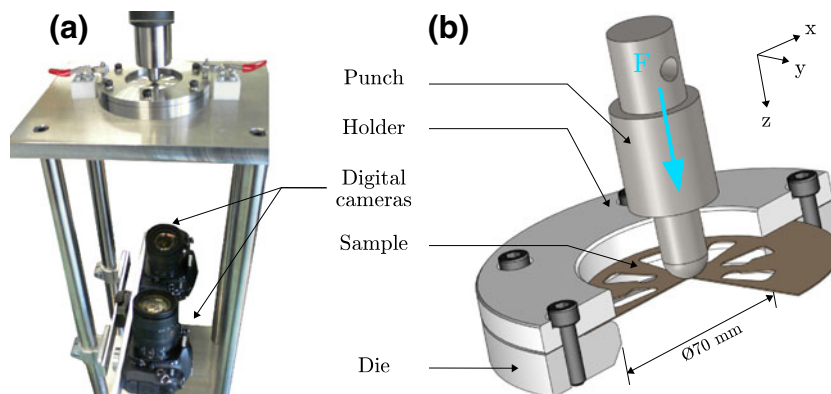 (a)
(b)
Punch
Holder
Digital
cameras
Sample
Die
F
x
y
z
Ø70 mm